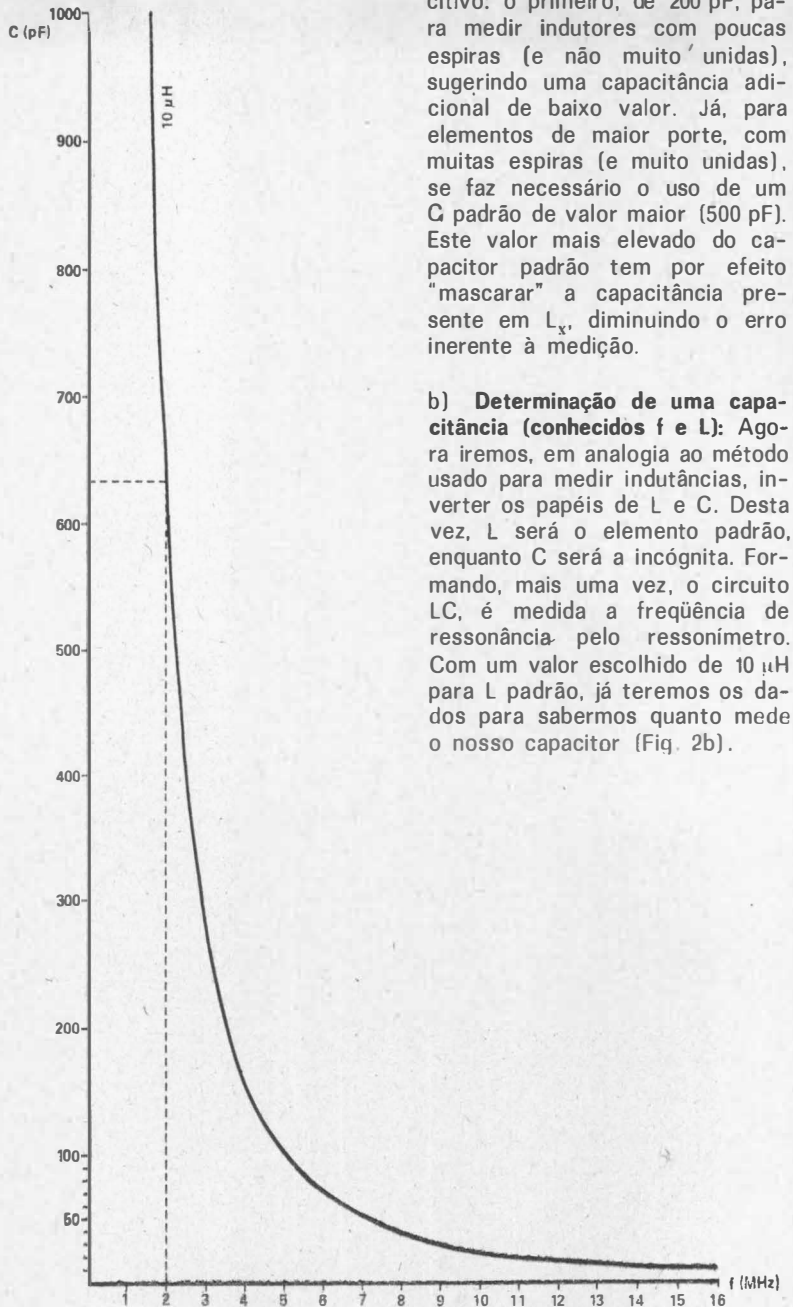 C (pF)
1000
900
800
700
600
500
400
300
200
100
50
10 µH
1 2 3 4 5 6 7 8 9 10 11 12 13 14 15 16
f (MHz)
citivo: o primeiro, de 200 pF, pa-
ra medir indutores com poucas
espiras (e não muito unidas),
sugerindo uma capacitância adi-
cional de baixo valor. Já, para
elementos de maior porte, com
muitas espiras (e muito unidas),
se faz necessário o uso de um
C padrão de valor maior (500 pF).
Este valor mais elevado do ca-
pacitor padrão tem por efeito
"mascarar" a capacitância pre-
sente em Lx, diminuindo o erro
inerente à medição.
b) Determinação de uma capa-
citância (conhecidos f e L): Ago-
ra iremos, em analogia ao método
usado para medir indutâncias, in-
verter os papéis de L e C. Desta
vez, L será o elemento padrão,
enquanto C será a incógnita. For-
mando, mais uma vez, o circuito
LC, é medida a freqüência de
ressonância pelo ressonímetro.
Com um valor escolhido de 10 µH
para L padrão, já teremos os da-
dos para sabermos quanto mede
o nosso capacitor (Fig. 2b).